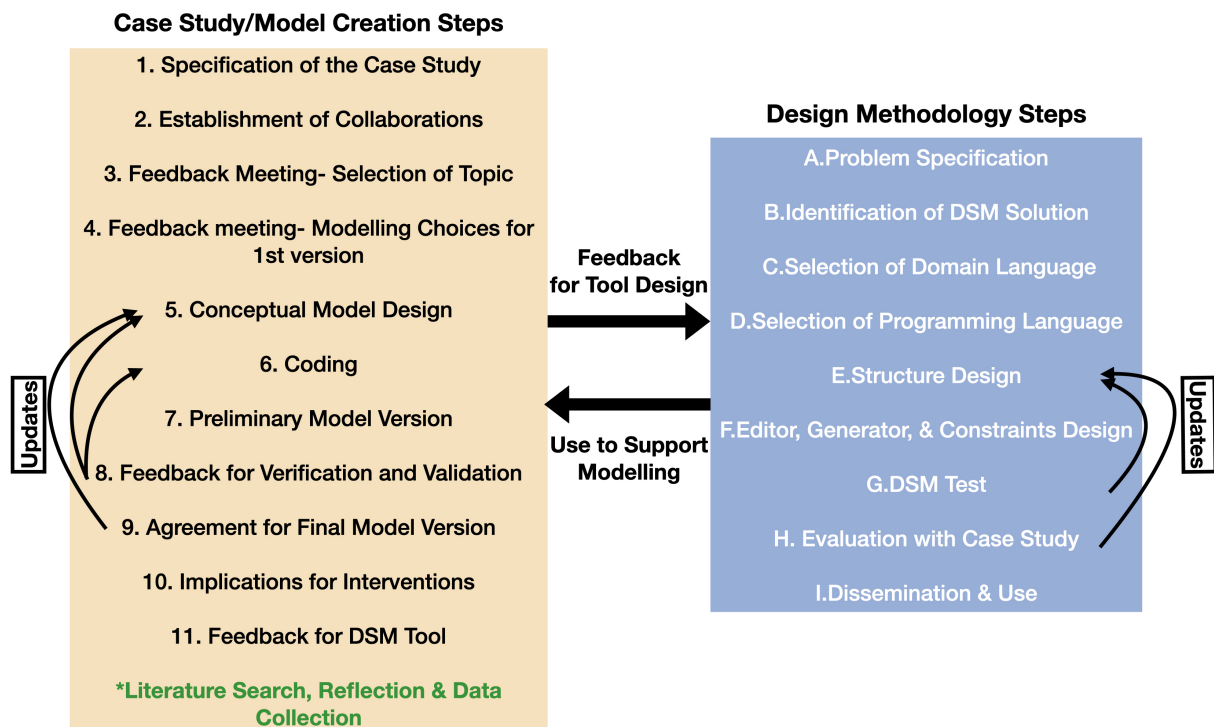 Case Study/Model Creation Steps
1. Specification of the Case Study
2. Establishment of Collaborations
3. Feedback Meeting- Selection of Topic
4. Feedback meeting- Modelling Choices for
1st version
5. Conceptual Model Design
6. Coding
7. Preliminary Model Version
8. Feedback for Verification and Validation
9. Agreement for Final Model Version
10. Implications for Interventions
11. Feedback for DSM Tool
*Literature Search, Reflection & Data
Collection
Updates
Feedback
for Tool Design
Use to Support
Modelling
Design Methodology Steps
A.Problem Specification
B.Identification of DSM Solution
C.Selection of Domain Language
D.Selection of Programming Language
E.Structure Design
F.Editor, Generator, & Constraints Design
G.DSM Test
H. Evaluation with Case Study
I.Dissemination & Use
Updates